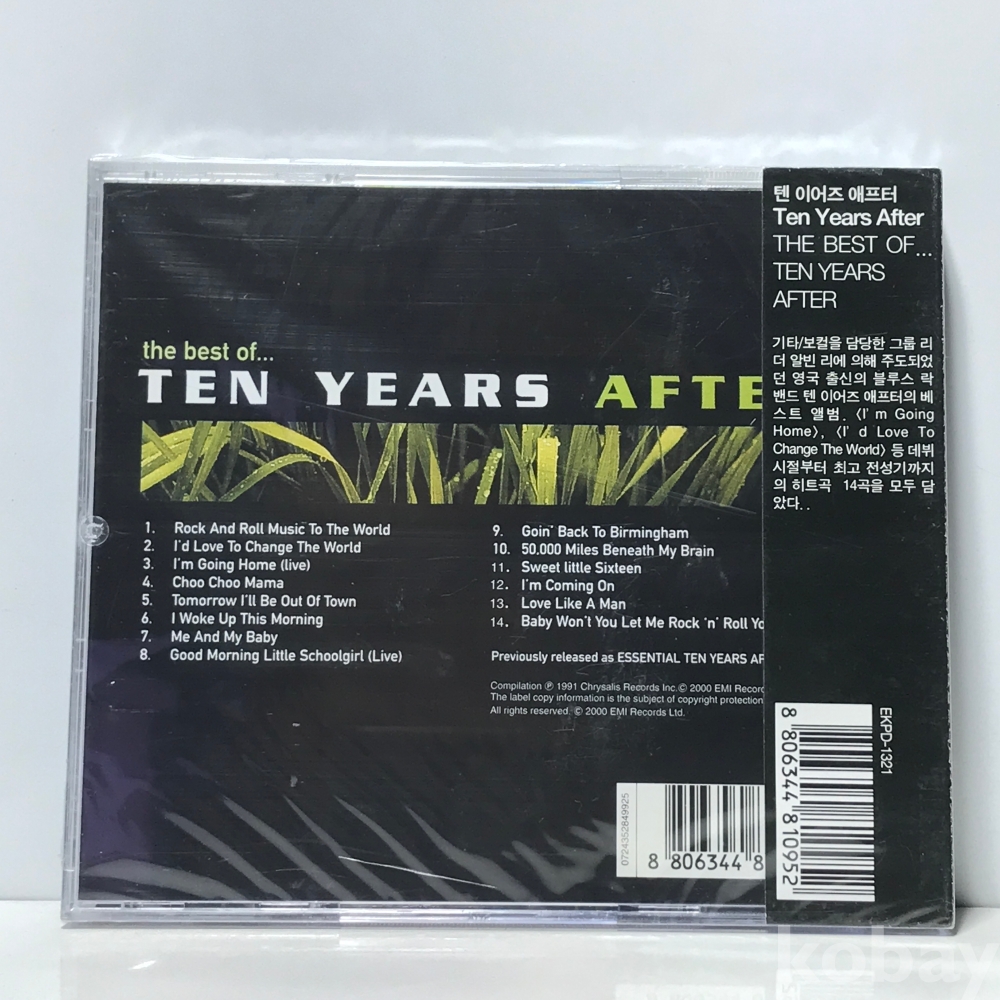 the best of...
TEN YEARS AFTE
1. Rock And Roll Music To The World
2. I'd Love To Change The World
3. I'm Going Home (live)
4. Choo Choo Mama
5. Tomorrow I'll Be Out Of Town
6. I Woke Up This Morning
7. Me And My Baby
8. Good Morning Little Schoolgirl (Live)
9. Goin' Back To Birmingham
10. 50,000 Miles Beneath My Brain
11. Sweet little Sixteen
12. I'm Coming On
13. Love Like A Man
14. Baby Won't You Let Me Rock 'n' Roll Yo
Previously released as ESSENTIAL TEN YEARS AF
Compilation ℗ 1991 Chrysalis Records Inc.© 2000 EMI Record
The label copy information is the subject of copyright protection
All rights reserved. © 2000 EMI Records Ltd.
0724352849925
8 806344 8
텐 이어즈 애프터
Ten Years After
THE BEST OF...
TEN YEARS
AFTER
기타/보컬을 담당한 그룹 리
더 알빈 리에 의해 주도되었
던 영국 출신의 블루스 락
밴드 텐 이어즈 애프터의 베
스트 앨범. 〈I'm Going
Home〉, 〈I'd Love To
Change The World〉 등 데뷔
시절부터 최고 전성기까지
의 히트곡 14곡을 모두 담
았다..
EKPD-1321
8 806344 810952
kobay